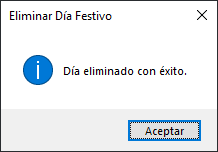 Eliminar Día Festivo
Día eliminado con éxito.
Aceptar